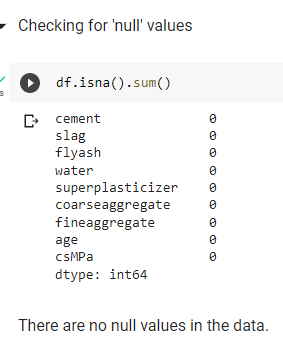 Checking for 'null' values
s
df.isna().sum()
cement 0
slag 0
flyash 0
water 0
superplasticizer 0
coarseaggregate 0
fineaggregate 0
age 0
csMPa 0
dtype: int64
There are no null values in the data.